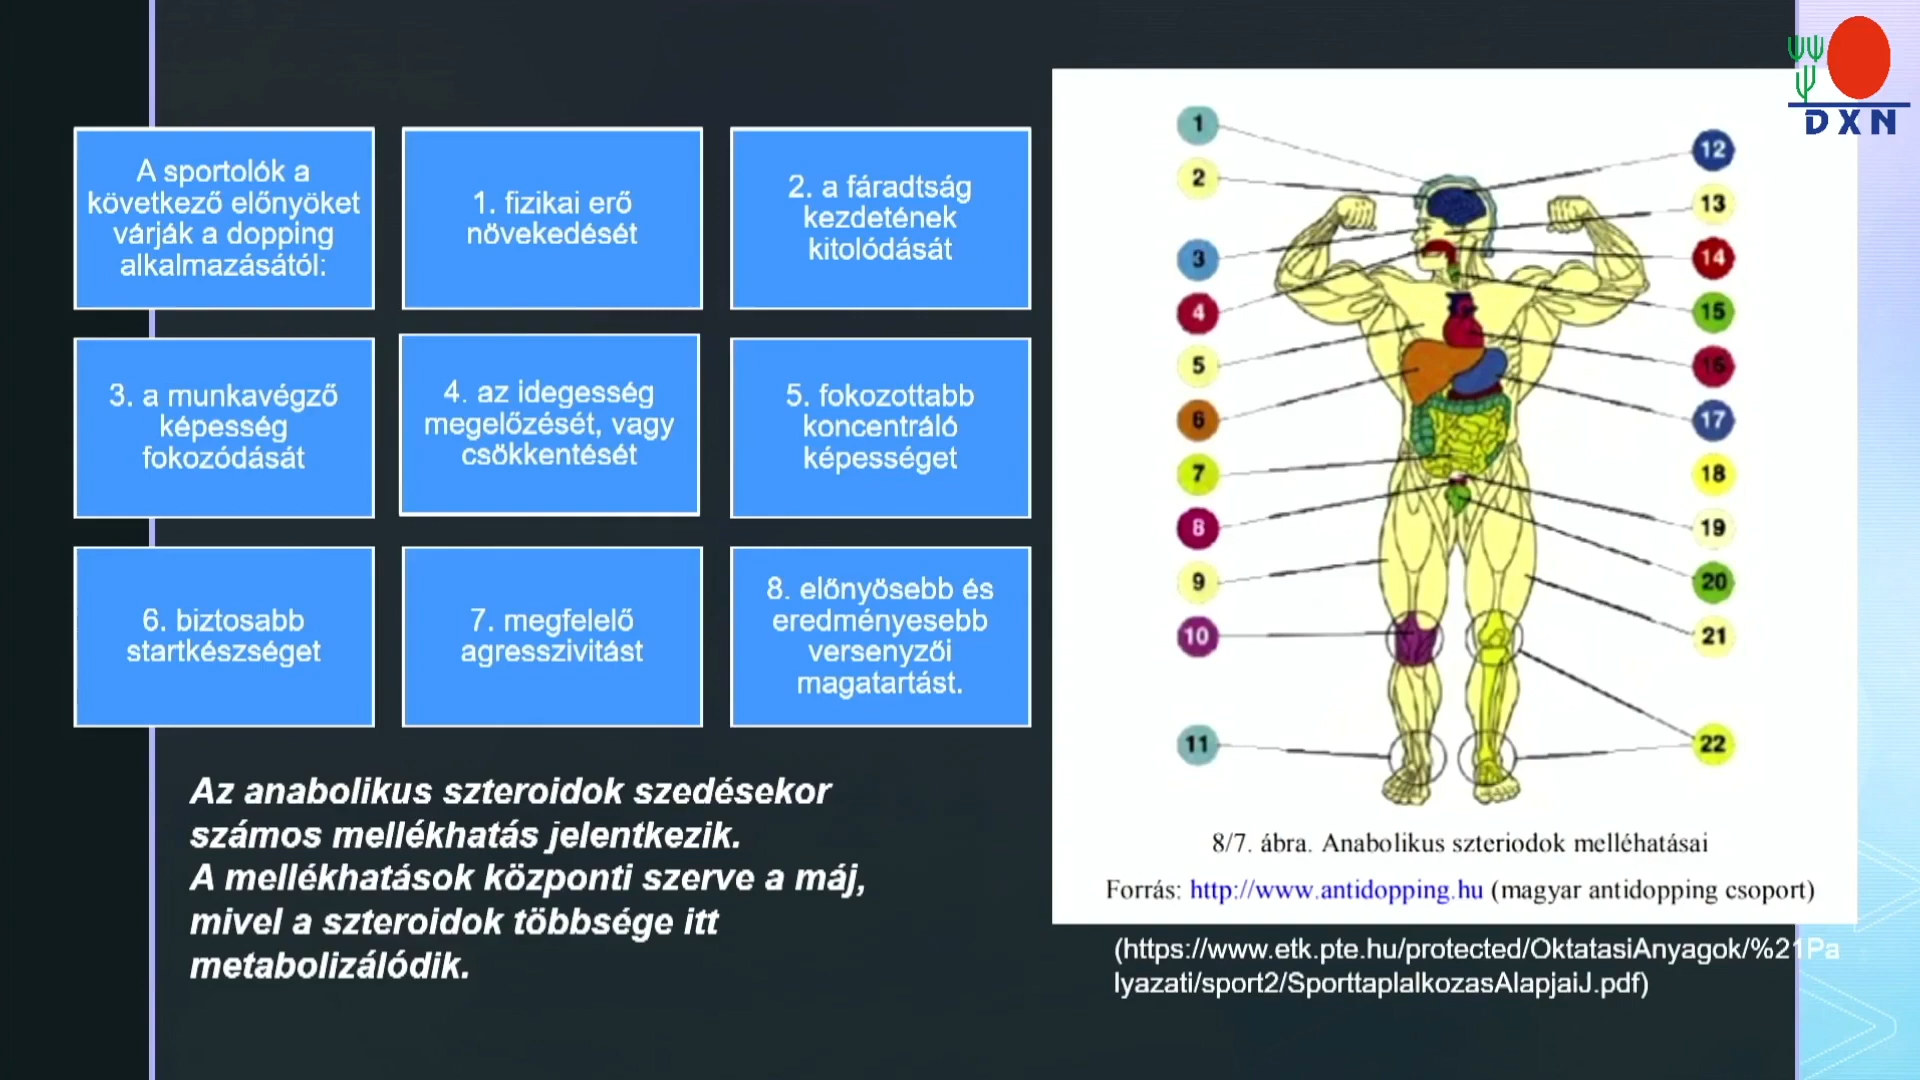 DXN
A sportolók a
következő előnyöket
várják a dopping
alkalmazásától:
1. fizikai erő
növekedését
2. a fáradtság
kezdetének
kitolódását
3. a munkavégző
képesség
fokozódását
4. az idegesség
megelőzését, vagy
csökkentését
5. fokozottabb
koncentráló
képességet
6. biztosabb
startkészséget
7. megfelelő
agresszivitást
8. előnyösebb és
eredményesebb
versenyzői
magatartást.
Az anabolikus szteroidok szedésekor
számos mellékhatás jelentkezik.
A mellékhatások központi szerve a máj,
mivel a szteroidok többsége itt
metabolizálódik.
1
2
3
4
5
6
7
8
9
10
11
12
13
14
15
16
17
18
19
20
21
22
8/7. ábra. Anabolikus szteriodok melléhatásai
Forrás: http://www.antidopping.hu (magyar antidopping csoport)
(https://www.etk.pte.hu/protected/OktatasiAnyagok/%21Pa
lyazati/sport2/SporttaplalkozasAlapjaiJ.pdf)